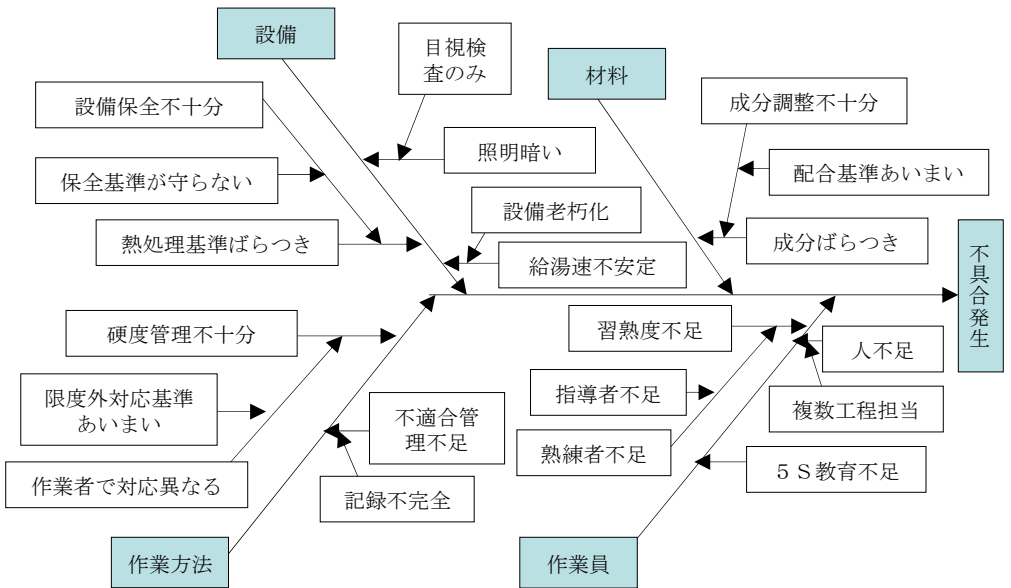 設備
目視検
査のみ
材料
成分調整不十分
設備保全不十分
照明暗い
配合基準あいまい
保全基準が守らない
設備老朽化
熱処理基準ばらつき
成分ばらつき
給湯速不安定
不具合発生
硬度管理不十分
習熟度不足
人不足
限度外対応基準
あいまい
指導者不足
不適合管
理不足
複数工程担当
熟練者不足
５Ｓ教育不足
作業者で対応異なる
記録不完全
作業方法
作業員